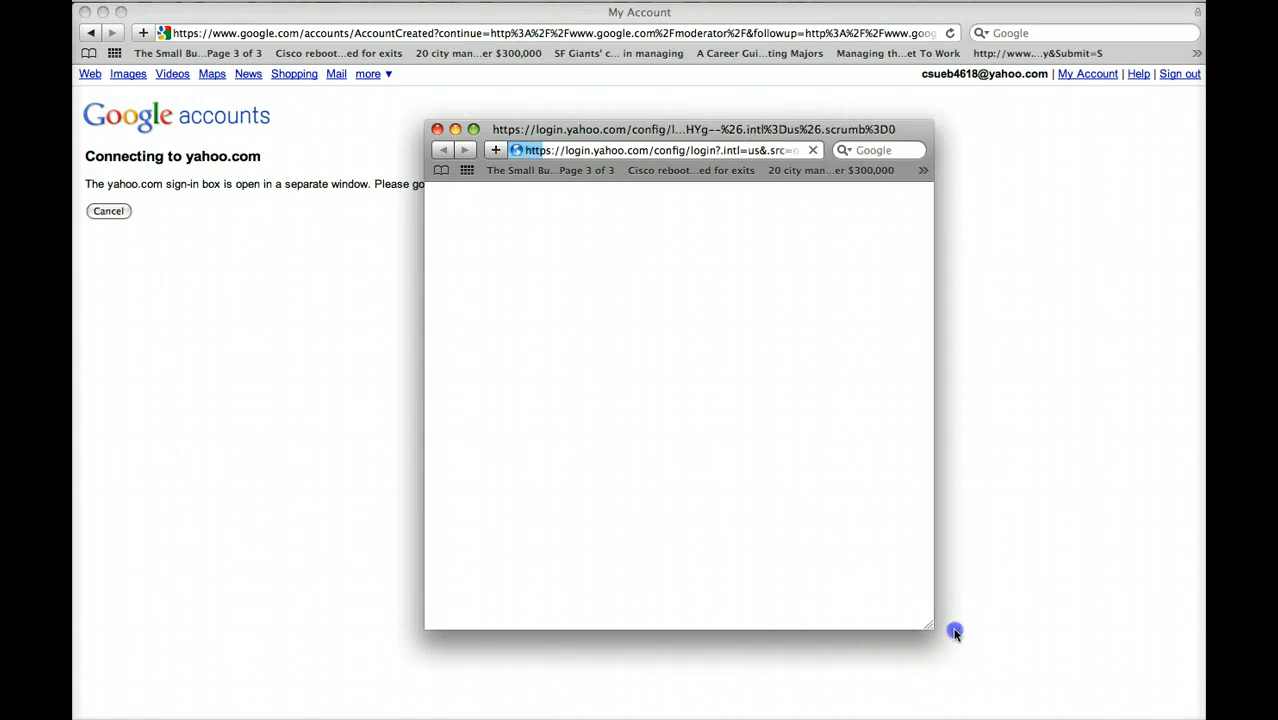 My Account
https://www.google.com/accounts/AccountCreated?continue=http%3A%2F%2Fwww.google.com%2Fmoderator%2F&followup=http%3A%2F%2Fwww.goog
Google
The Small Bu...Page 3 of 3 Cisco reboot...ed for exits 20 city man...er $300,000 SF Giants' c... in managing A Career Gui...ting Majors Managing th...et To Work http://www....y&Submit=S
Web Images Videos Maps News Shopping Mail more ▼ csueb4618@yahoo.com | My Account | Help | Sign out
Google accounts
Connecting to yahoo.com
The yahoo.com sign-in box is open in a separate window. Please go
Cancel
https://login.yahoo.com/config/l...HYg--%26.intl%3Dus%26.scrumb%3D0
https://login.yahoo.com/config/login?.intl=us&.src=o
Google
The Small Bu...Page 3 of 3 Cisco reboot...ed for exits 20 city man...er $300,000